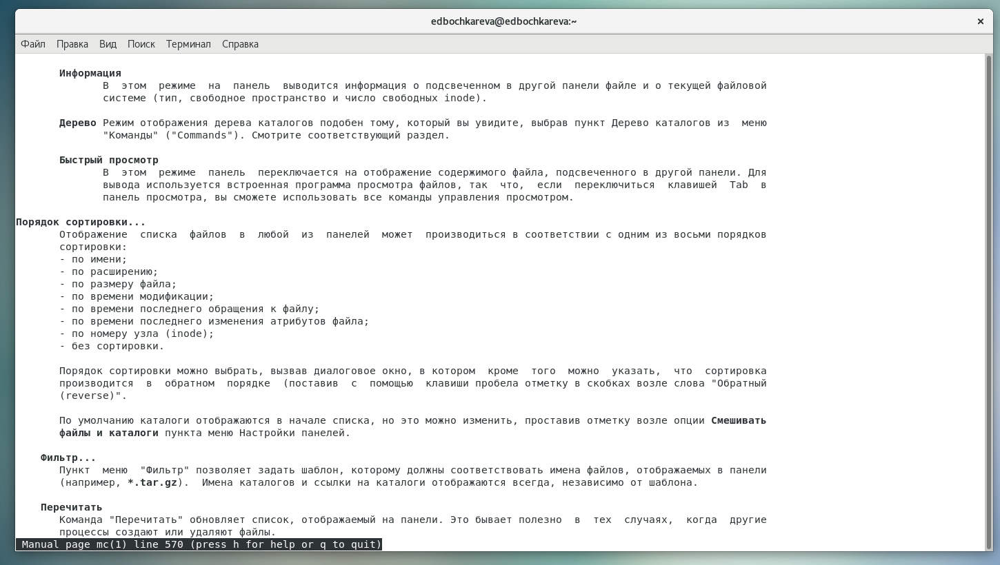 edbochkareva@edbochkareva:~
×
Файл Правка Вид Поиск Терминал Справка
Информация
В этом режиме на панель выводится информация о подсвеченном в другой панели файле и о текущей файловой
системе (тип, свободное пространство и число свободных inode).
Дерево Режим отображения дерева каталогов подобен тому, который вы увидите, выбрав пункт Дерево каталогов из меню
"Команды" ("Commands"). Смотрите соответствующий раздел.
Быстрый просмотр
В этом режиме панель переключается на отображение содержимого файла, подсвеченного в другой панели. Для
вывода используется встроенная программа просмотра файлов, так что, если переключиться клавишей Tab в
панель просмотра, вы сможете использовать все команды управления просмотром.
Порядок сортировки...
Отображение списка файлов в любой из панелей может производиться в соответствии с одним из восьми порядков
сортировки:
- по имени;
- по расширению;
- по размеру файла;
- по времени модификации;
- по времени последнего обращения к файлу;
- по времени последнего изменения атрибутов файла;
- по номеру узла (inode);
- без сортировки.
Порядок сортировки можно выбрать, вызвав диалоговое окно, в котором кроме того можно указать, что сортировка
производится в обратном порядке (поставив с помощью клавиши пробела отметку в скобках возле слова "Обратный
(reverse)".
По умолчанию каталоги отображаются в начале списка, но это можно изменить, проставив отметку возле опции Смешивать
файлы и каталоги пункта меню Настройки панелей.
Фильтр...
Пункт меню "Фильтр" позволяет задать шаблон, которому должны соответствовать имена файлов, отображаемых в панели
(например, *.tar.gz). Имена каталогов и ссылки на каталоги отображаются всегда, независимо от шаблона.
Перечитать
Команда "Перечитать" обновляет список, отображаемый на панели. Это бывает полезно в тех случаях, когда другие
процессы создают или удаляют файлы.
Manual page mc(1) line 570 (press h for help or q to quit)